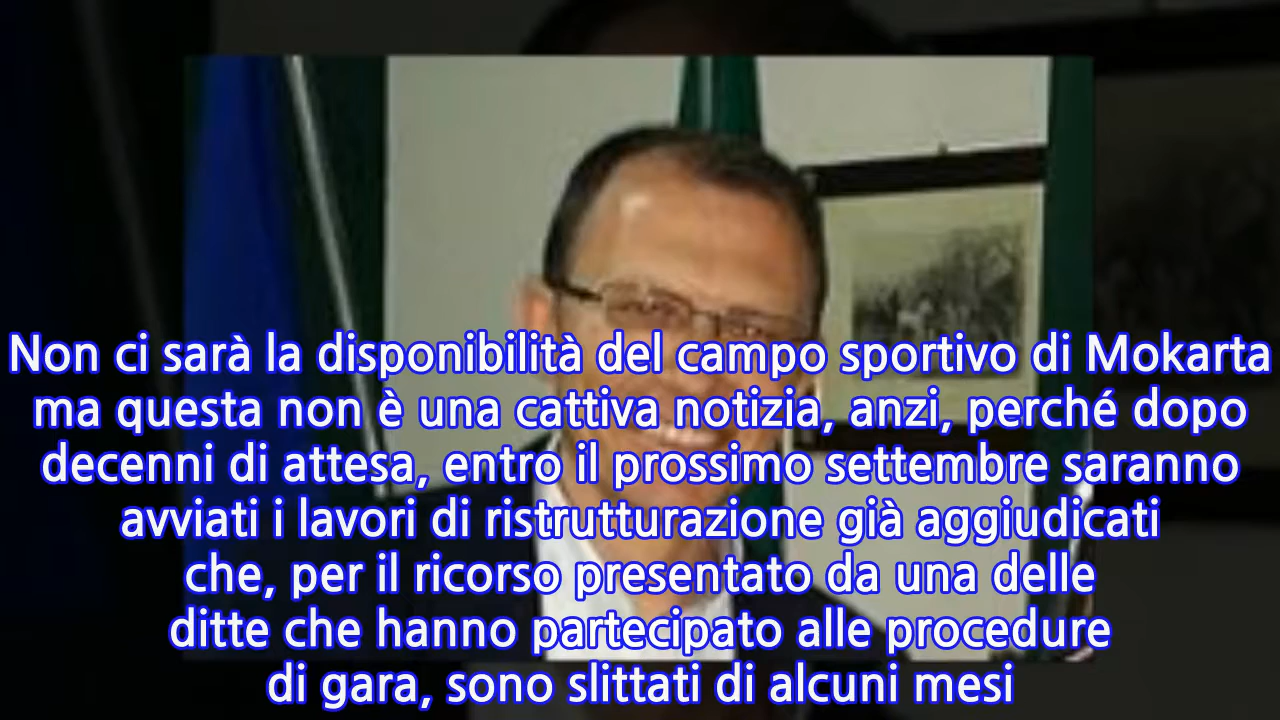 Non ci sarà la disponibilità del campo sportivo di Mokarta
ma questa non è una cattiva notizia, anzi, perché dopo
decenni di attesa, entro il prossimo settembre saranno
avviati i lavori di ristrutturazione già aggiudicati
che, per il ricorso presentato da una delle
ditte che hanno partecipato alle procedure
di gara, sono slittati di alcuni mesi